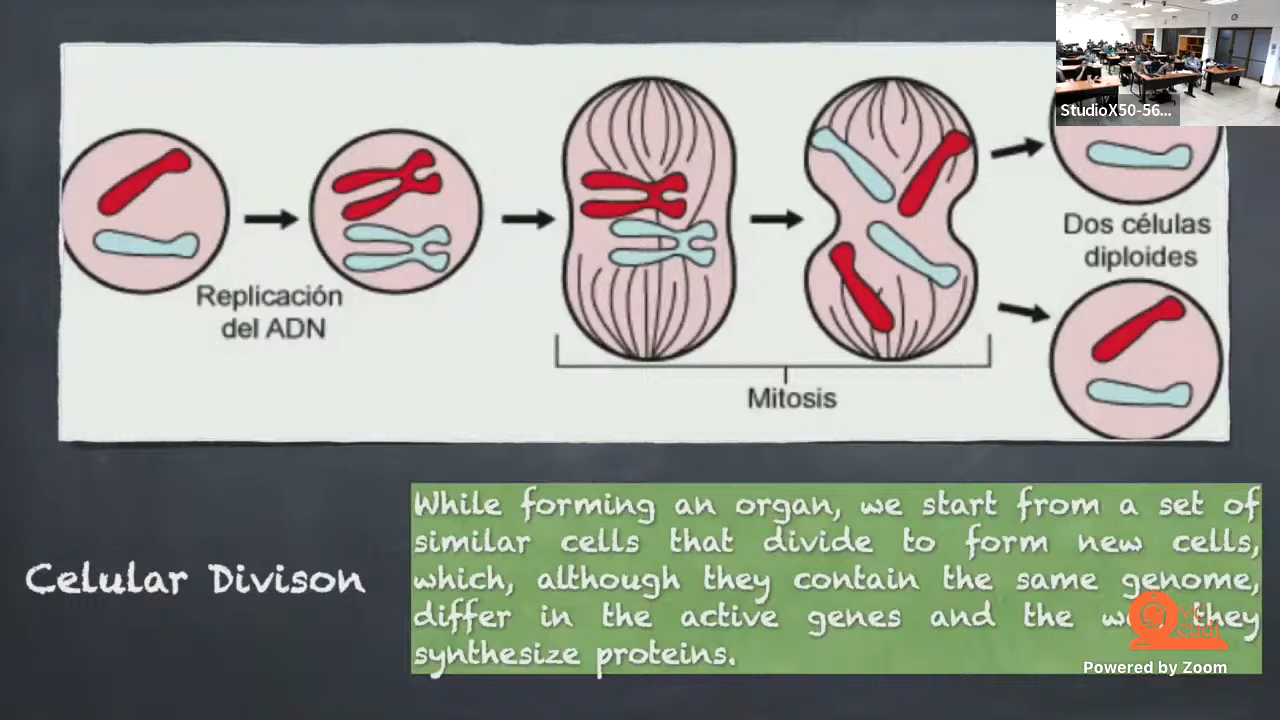 StudioX50-56...
Dos células
diploides
Replicación
del ADN
Mitosis
Celular Divison
While forming an organ, we start from a set of
similar cells that divide to form new cells,
which, although they contain the same genome,
differ in the active genes and the they
synthesize proteins.
Powered by Zoom